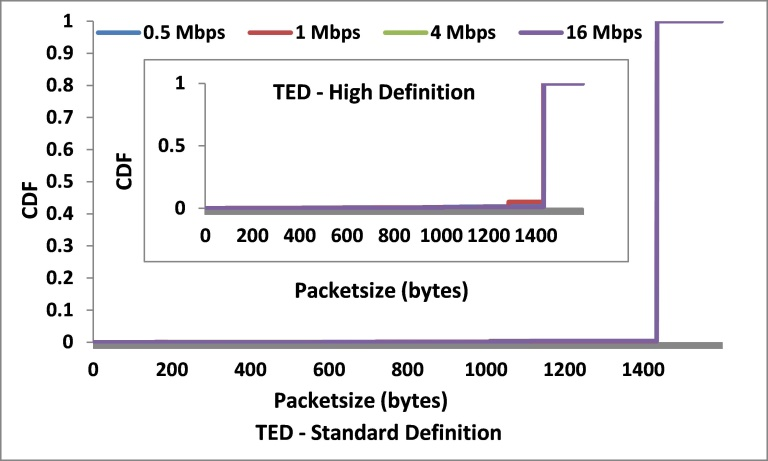 0.5 Mbps 1 Mbps 4 Mbps 16 Mbps
1
0.9
0.8
0.7
0.6
0.5
0.4
0.3
0.2
0.1
0
CDF
TED - High Definition
1
0.5
0
CDF
0 200 400 600 800 1000 1200 1400
Packetsize (bytes)
0 200 400 600 800 1000 1200 1400
Packetsize (bytes)
TED - Standard Definition